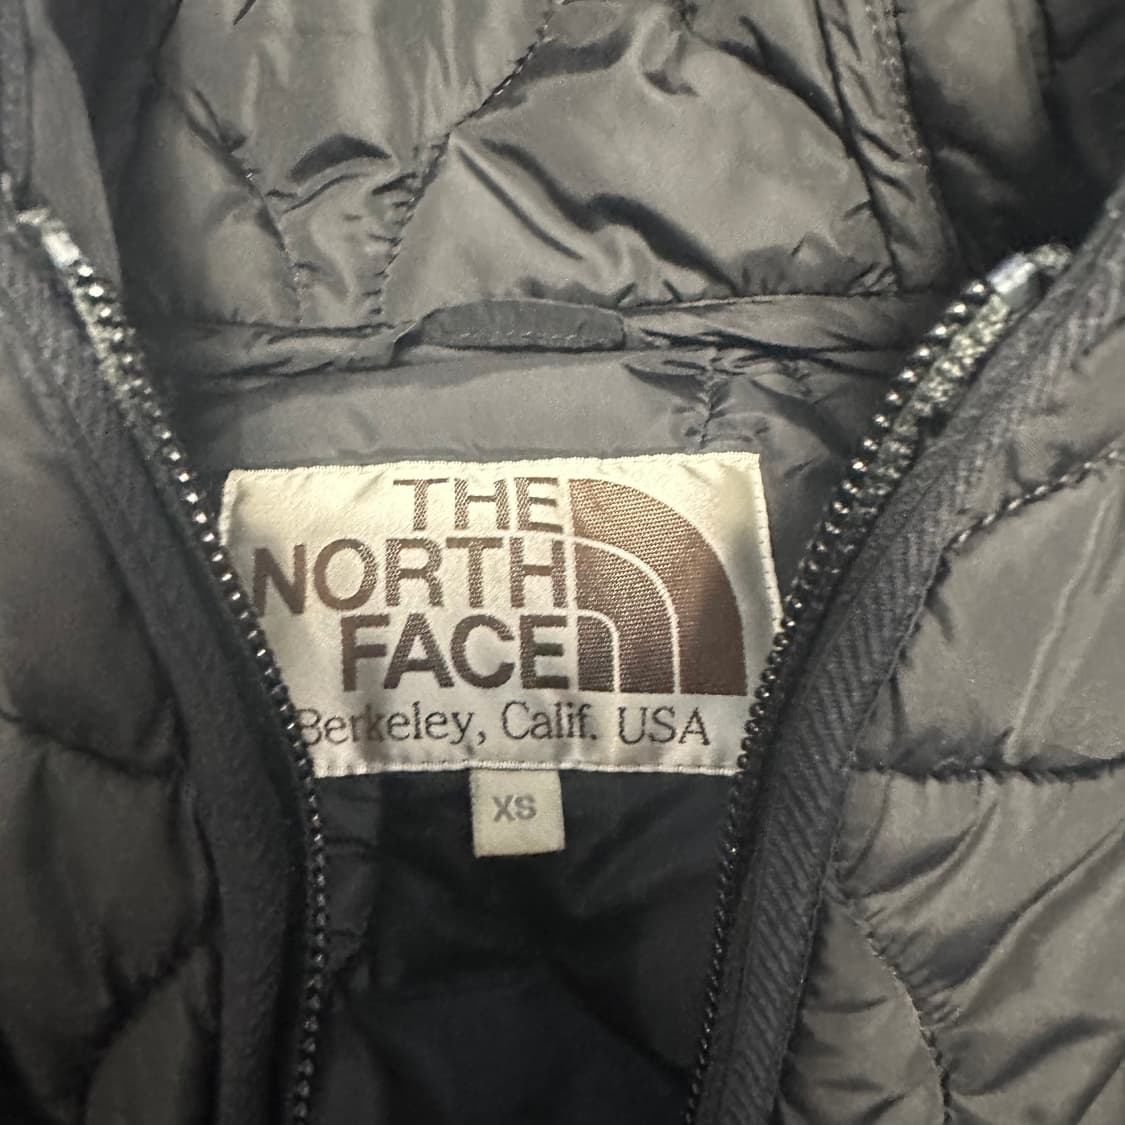 THE
NORTH
FACE
Berkeley, Calif. USA
XS